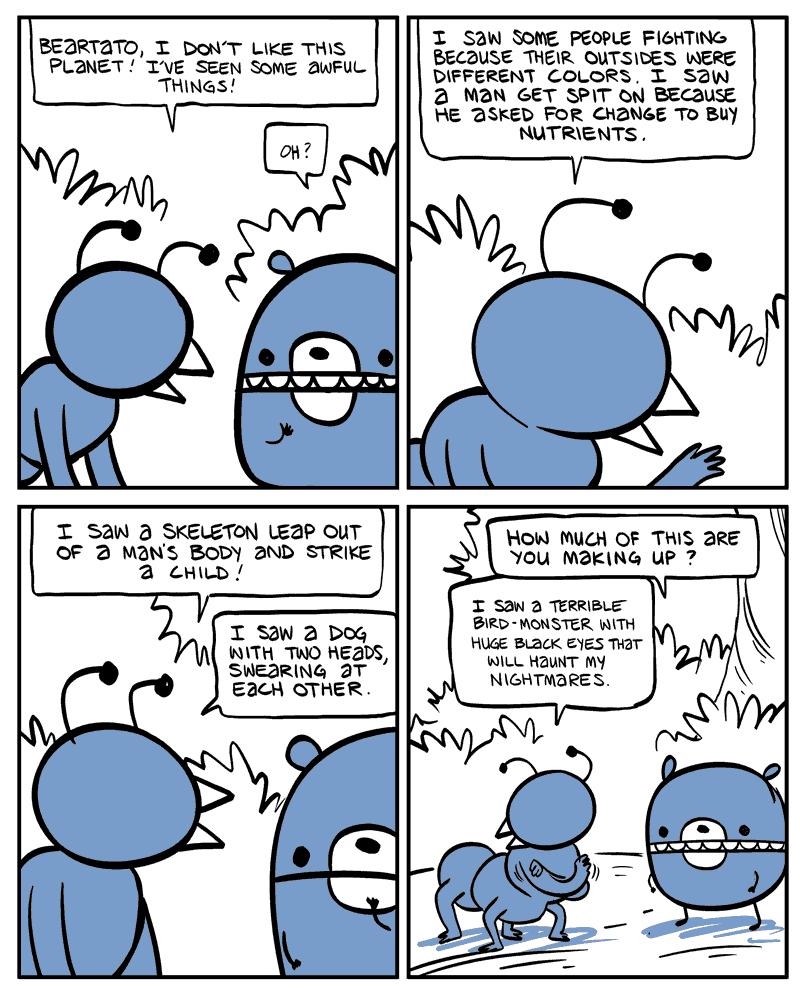 BEARTATO, I DON'T LIKE THIS
PLANET! I'VE SEEN SOME AWFUL
THINGS!
OH?
I SAW SOME PEOPLE FIGHTING
BECAUSE THEIR OUTSIDES WERE
DIFFERENT COLORS. I SAW
A MAN GET SPIT ON BECAUSE
HE ASKED FOR CHANGE TO BUY
NUTRIENTS.
I SAW A SKELETON LEAP OUT
OF A MAN'S BODY AND STRIKE
A CHILD!
I SAW A DOG
WITH TWO HEADS,
SWEARING AT
EACH OTHER.
HOW MUCH OF THIS ARE
YOU MAKING UP?
I SAW A TERRIBLE
BIRD-MONSTER WITH
HUGE BLACK EYES THAT
WILL HAUNT MY
NIGHTMARES.